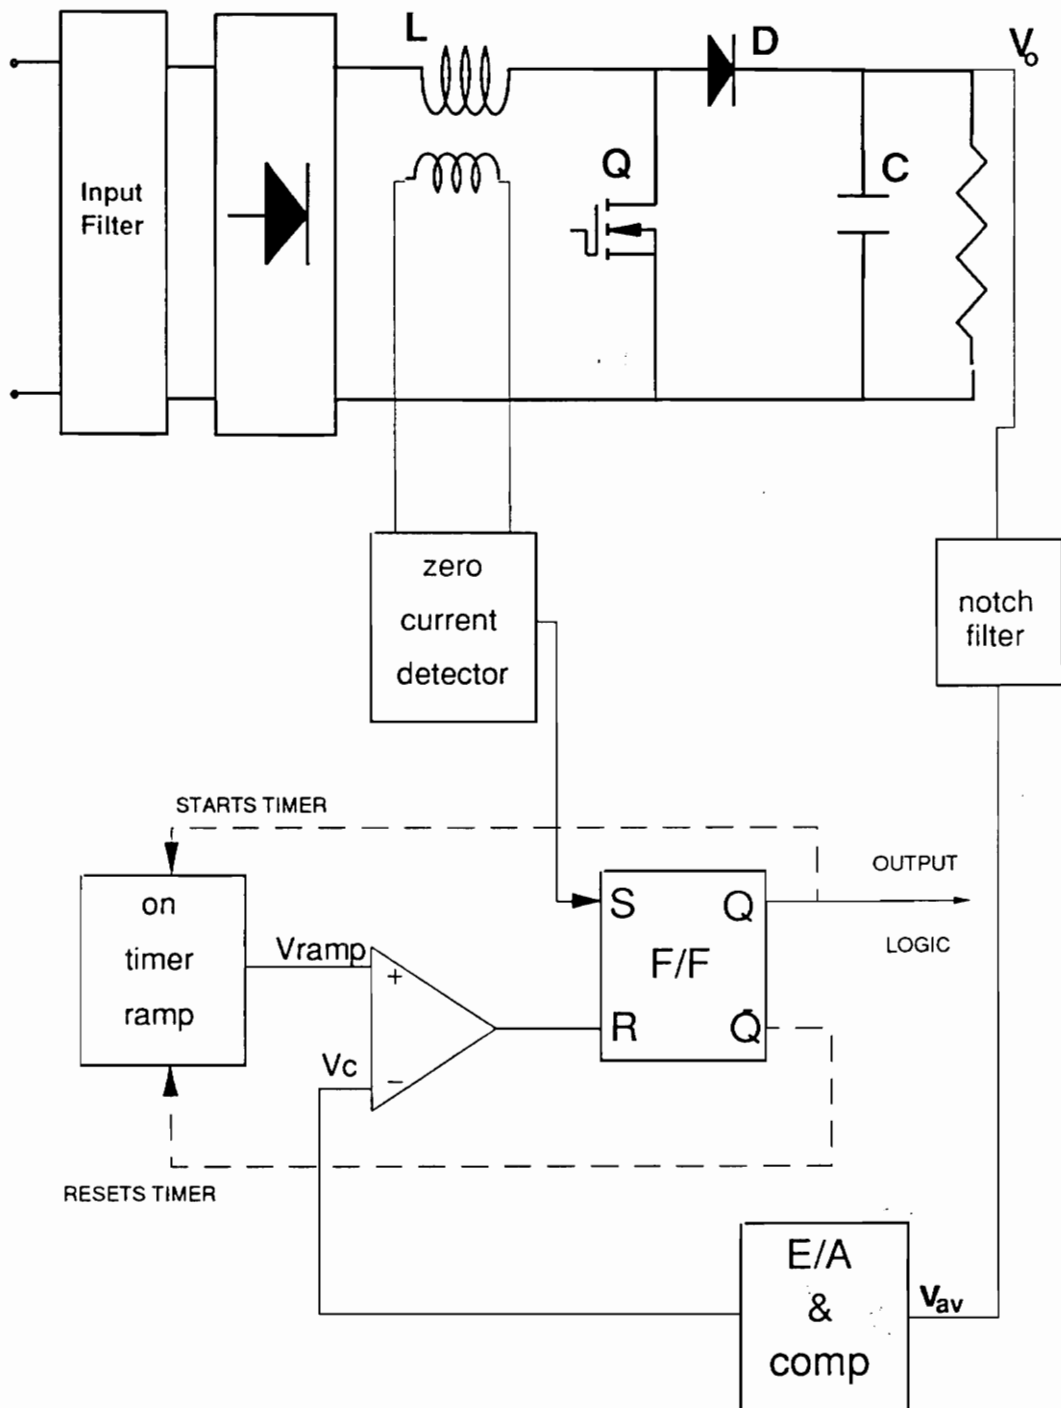 L
D
Vo
Input
Filter
Q
C
zero
current
detector
notch
filter
STARTS TIMER
on
timer
ramp
Vramp
+
Vc
−
S
Q
F/F
R
Q̄
OUTPUT
LOGIC
RESETS TIMER
E/A
&
comp
Vav